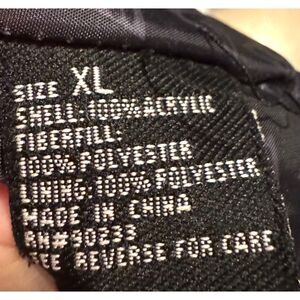 SIZE XL
SHELL: 100% ACRYLIC
FIBERFILL:
100% POLYESTER
LINING: 100% POLYESTER
MADE IN CHINA
RN# 90233
SEE REVERSE FOR CARE